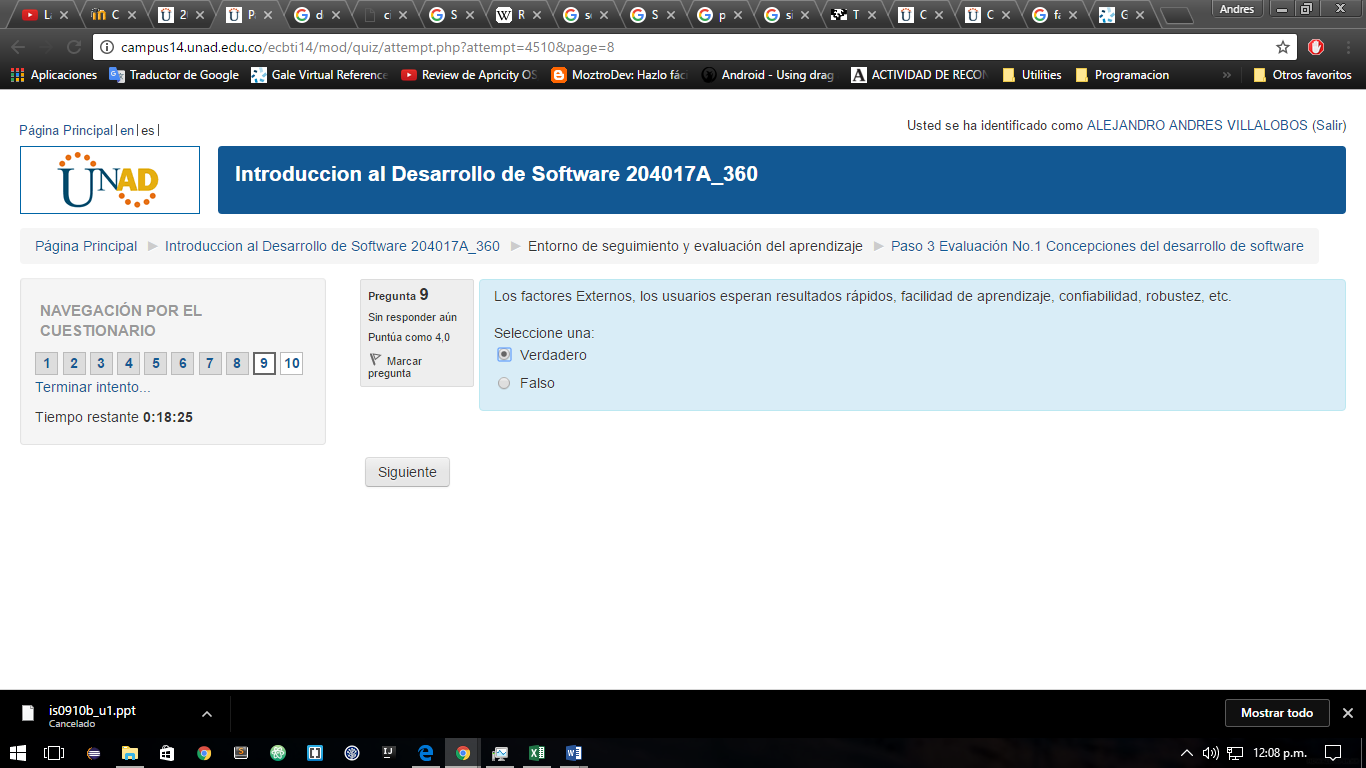 Andres
campus14.unad.edu.co/ecbti14/mod/quiz/attempt.php?attempt=4510&page=8
Aplicaciones Traductor de Google Gale Virtual Reference Review de Apricity OS MoztroDev: Hazlo fáci Android - Using drag ACTIVIDAD DE RECON Utilities Programacion » Otros favoritos
Página Principal | en | es |
Usted se ha identificado como ALEJANDRO ANDRES VILLALOBOS (Salir)
UNAD
Introduccion al Desarrollo de Software 204017A_360
Página Principal Introduccion al Desarrollo de Software 204017A_360 Entorno de seguimiento y evaluación del aprendizaje Paso 3 Evaluación No.1 Concepciones del desarrollo de software
NAVEGACIÓN POR EL
CUESTIONARIO
1 2 3 4 5 6 7 8 9 10
Terminar intento...
Tiempo restante 0:18:25
Pregunta 9
Sin responder aún
Puntúa como 4,0
Marcar
pregunta
Los factores Externos, los usuarios esperan resultados rápidos, facilidad de aprendizaje, confiabilidad, robustez, etc.
Seleccione una:
Verdadero
Falso
Siguiente
is0910b_u1.ppt
Cancelado
Mostrar todo
12:08 p.m.